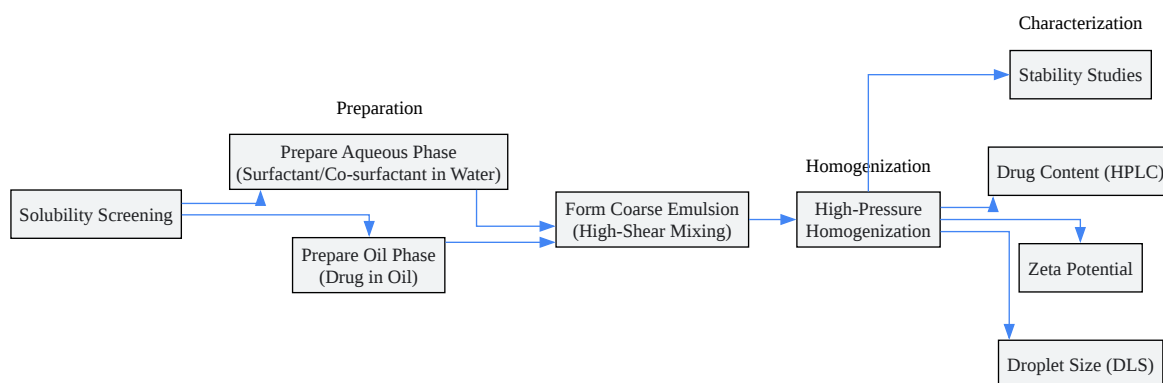 Characterization
Stability Studies
Preparation
Prepare Aqueous Phase
(Surfactant/Co-surfactant in Water)
Homogenization
Drug Content (HPLC)
Solubility Screening
Form Coarse Emulsion
(High-Shear Mixing)
High-Pressure
Homogenization
Prepare Oil Phase
(Drug in Oil)
Zeta Potential
Droplet Size (DLS)